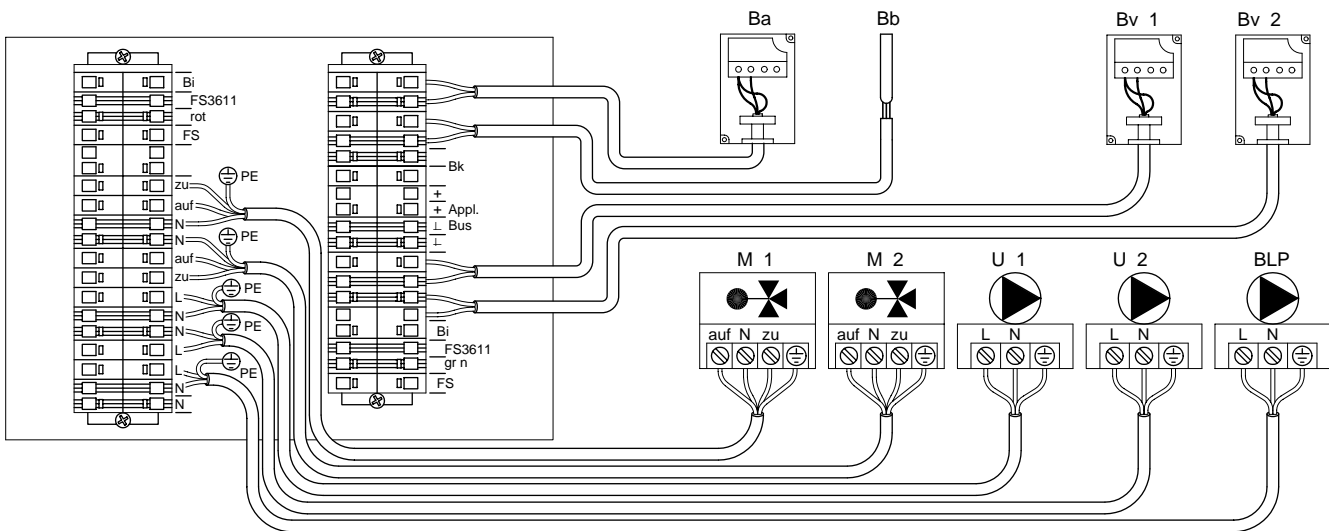 Ba Bb Bv 1 Bv 2
Bi
FS3611
rot
FS
zu
auf
N
N
auf
zu
L
N
N
L
L
N
N
PE
PE
PE
PE
PE
Bk
+
+ Appl.
⊥ Bus
⊥
Bi
FS3611
gr n
FS
M 1 M 2 U 1 U 2 BLP
auf N zu auf N zu L N L N L N